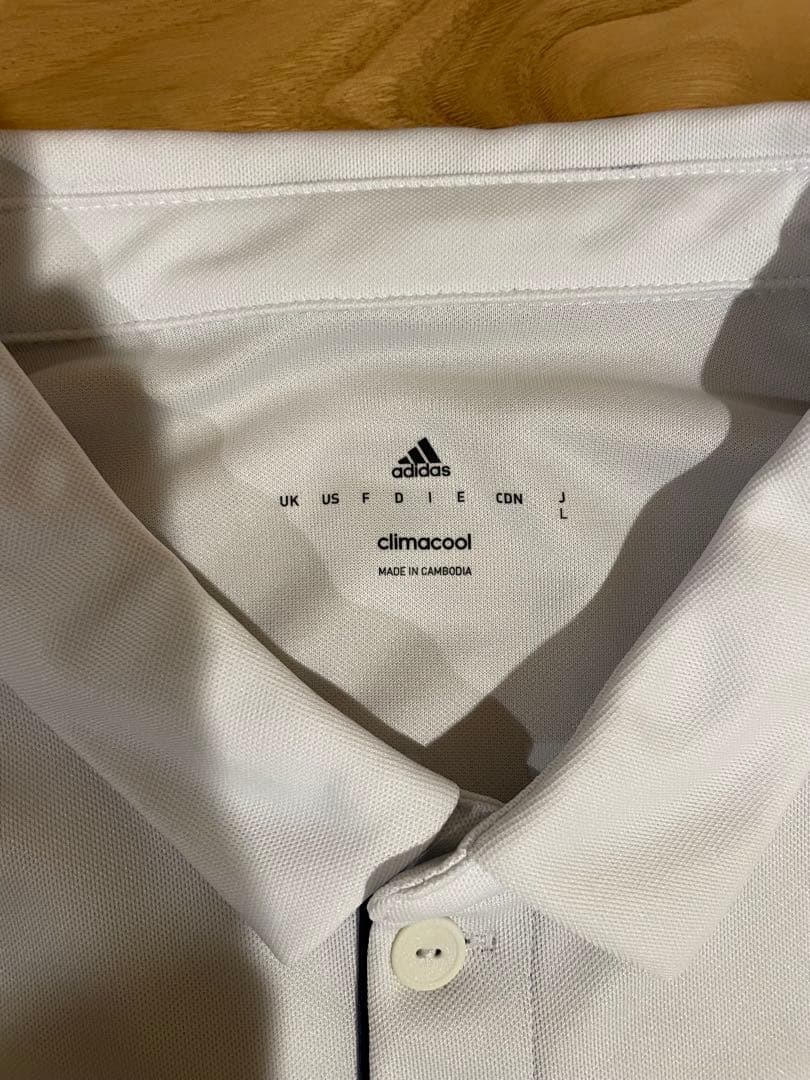 adidas
UK US F D I E CDN J
L
climacool
MADE IN CAMBODIA